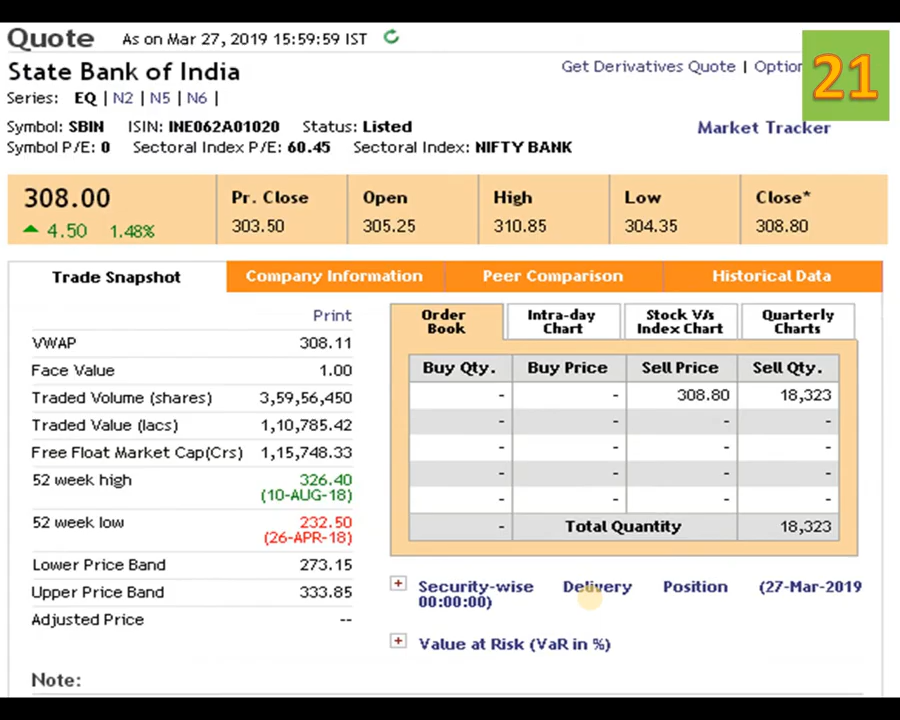 Quote As on Mar 27, 2019 15:59:59 IST
State Bank of India
Get Derivatives Quote |
21
Series: EQ | N2 | N5 | N6 |
Symbol: SBIN ISIN: INE062A01020 Status: Listed
Market Tracker
Symbol P/E: 0 Sectoral Index P/E: 60.45 Sectoral Index: NIFTY BANK
308.00 Pr. Close Open High Low Close*
4.50 1.48% 303.50 305.25 310.85 304.35 308.80
Trade Snapshot Company Information Peer Comparison Historical Data
Print
VWAP 308.11
Face Value 1.00
Traded Volume (shares) 3,59,56,450
Traded Value (lacs) 1,10,785.42
Free Float Market Cap(Crs) 1,15,748.33
52 week high 326.40
(10-AUG-18)
52 week low 232.50
(26-APR-18)
Lower Price Band 273.15
Upper Price Band 333.85
Adjusted Price --
Order Intra-day Stock V/s Quarterly
Book Chart Index Chart Charts
Buy Qty. Buy Price Sell Price Sell Qty.
- - 308.80 18,323
- - - -
- - - -
- - - -
- - - -
- Total Quantity 18,323
+ Security-wise Delivery Position (27-Mar-2019
00:00:00)
+ Value at Risk (VaR in %)
Note: